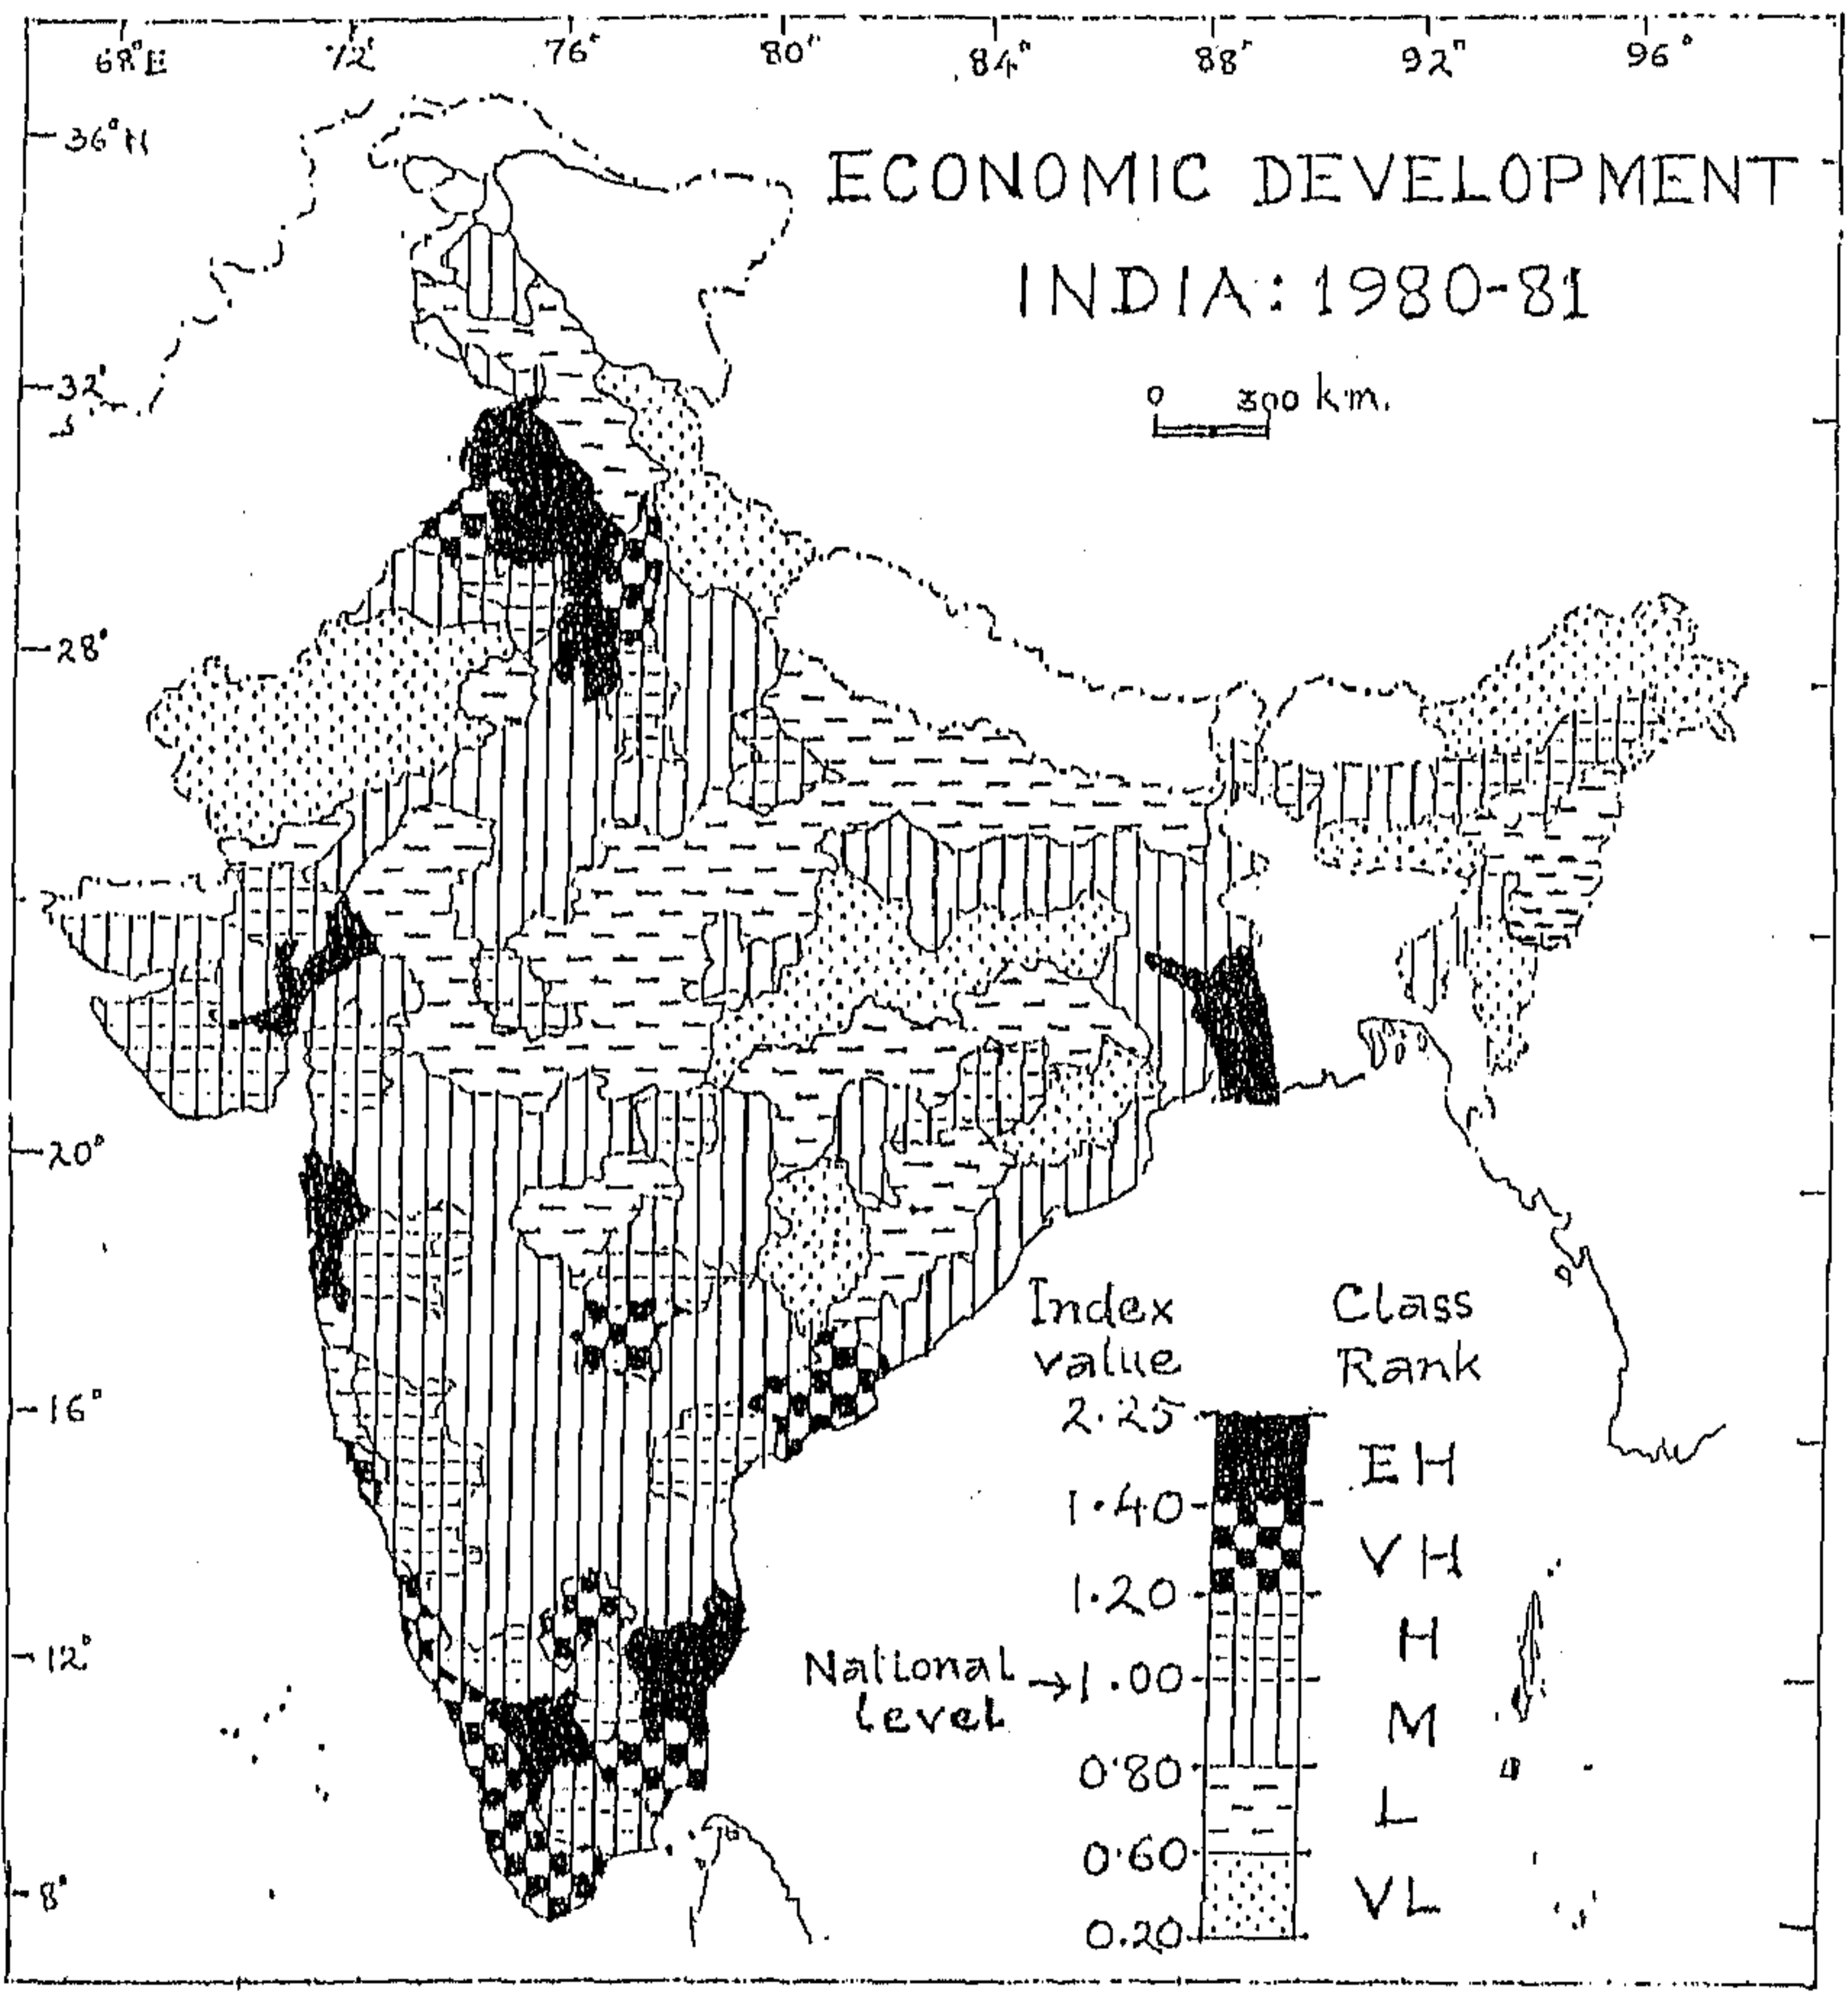 68°E 72° 76° 80° 84° 88° 92° 96°
36°N
ECONOMIC DEVELOPMENT
INDIA: 1980-81
32°
0 300 km.
28°
20°
Index value
Class Rank
16°
2.25
EH
1.40
VH
1.20
H
12°
National level →1.00
M
0.80
L
0.60
8°
VL
0.20